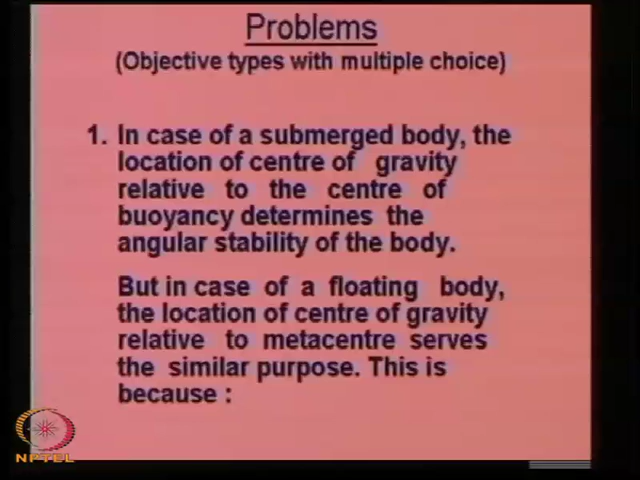 Problems
(Objective types with multiple choice)
1. In case of a submerged body, the
location of centre of gravity
relative to the centre of
buoyancy determines the
angular stability of the body.
But in case of a floating body,
the location of centre of gravity
relative to metacentre serves
the similar purpose. This is
because :
NPTEL